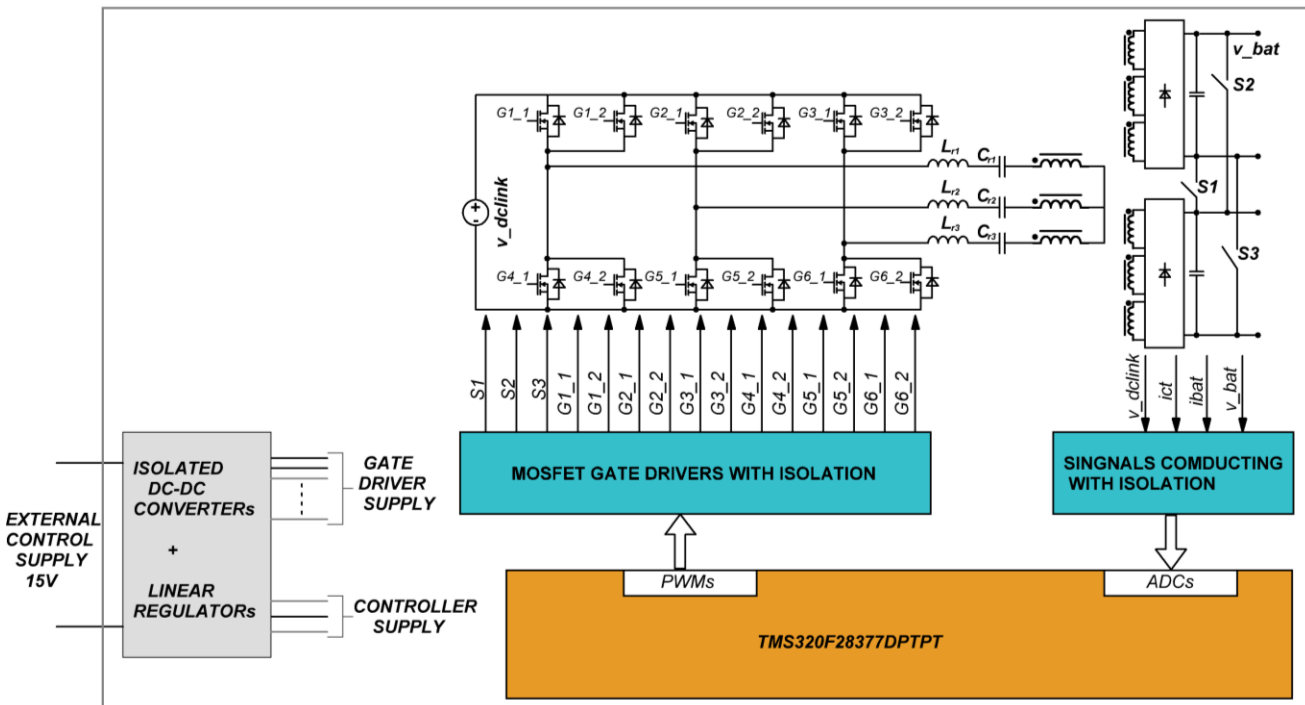 v_bat
S2
S1
S3
G1_1
G1_2
G2_1
G2_2
G3_1
G3_2
Lr1
Cr1
Lr2
Cr2
Lr3
Cr3
+
-
v_dclink
G4_1
G4_2
G5_1
G5_2
G6_1
G6_2
S1
S2
S3
G1_1
G1_2
G2_1
G2_2
G3_1
G3_2
G4_1
G4_2
G5_1
G5_2
G6_1
G6_2
v_dclink
ict
ibat
v_bat
EXTERNAL
CONTROL
SUPPLY
15V
ISOLATED
DC-DC
CONVERTERs
+
LINEAR
REGULATORs
GATE
DRIVER
SUPPLY
CONTROLLER
SUPPLY
MOSFET GATE DRIVERS WITH ISOLATION
SINGNALS COMDUCTING
WITH ISOLATION
PWMs
ADCs
TMS320F28377DPTPT